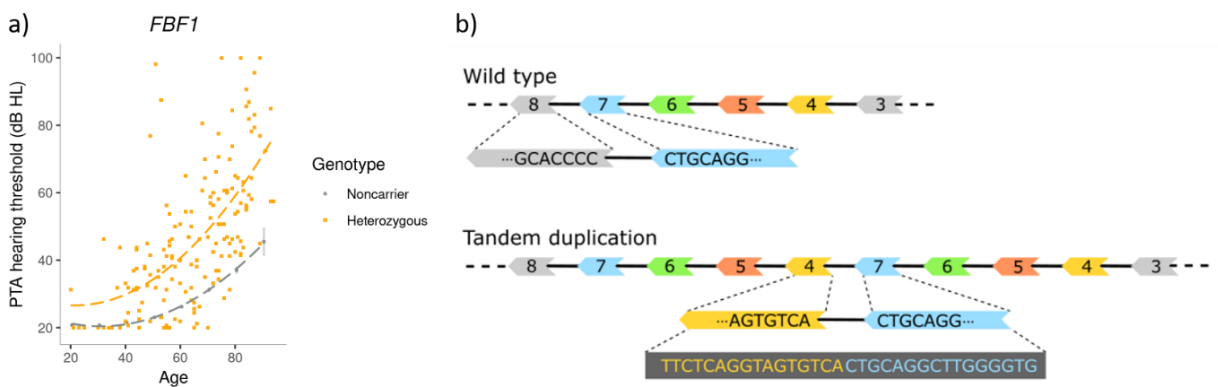 a)
FBF1
PTA hearing threshold (dB HL)
100
80
60
40
20
20 40 60 80
Age
Genotype
Noncarrier
Heterozygous
b)
Wild type
8 7 6 5 4 3
···GCACCCC CTGCAGG···
Tandem duplication
8 7 6 5 4 7 6 5 4 3
···AGTGTCA CTGCAGG···
TTCTCAGGTAGTGTCACTGCAGGCTTGGGGTG